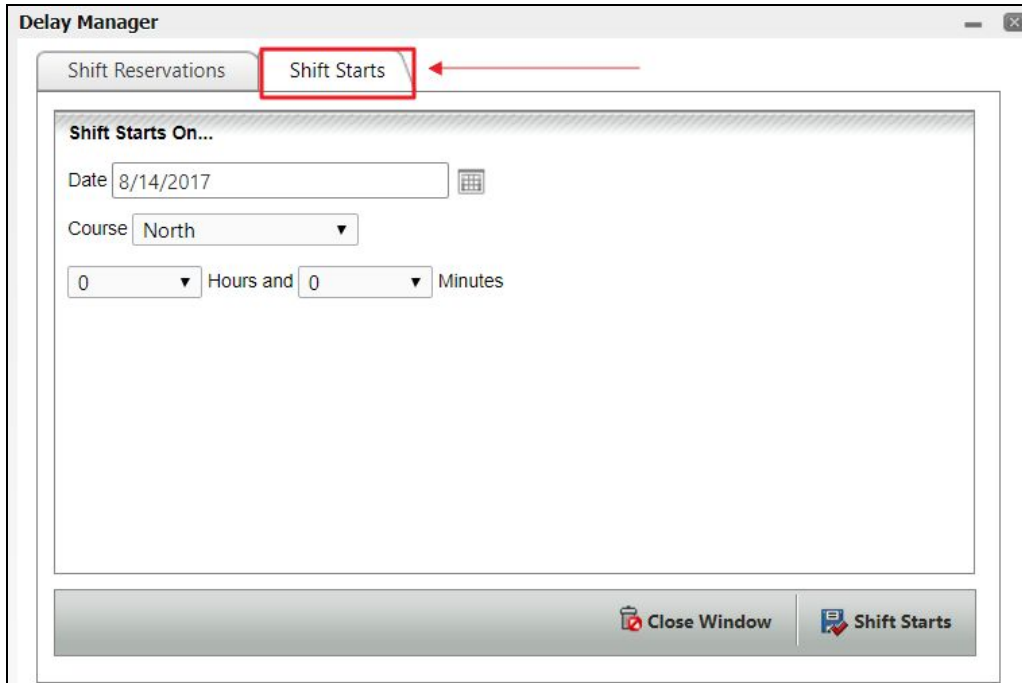 Delay Manager
Shift Reservations Shift Starts
Shift Starts On...
Date 8/14/2017
Course North
0 Hours and 0 Minutes
Close Window Shift Starts